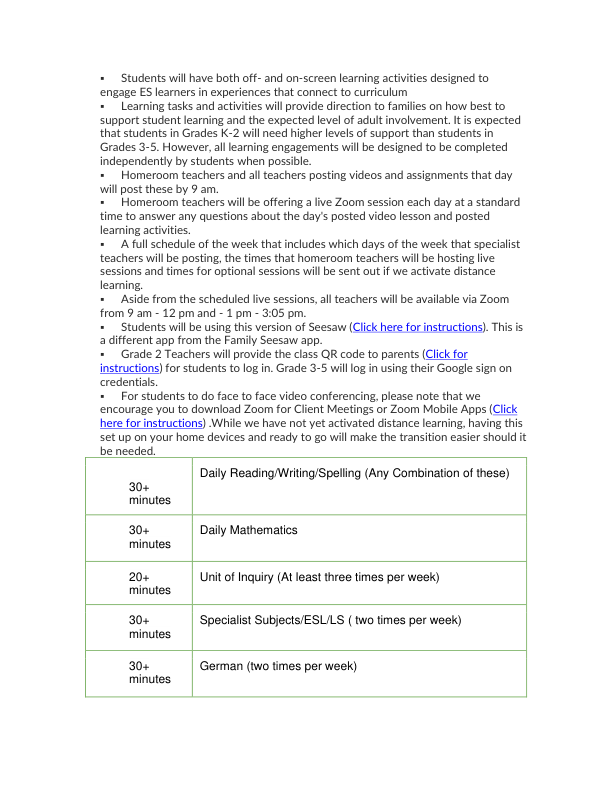 ▪ Students will have both off- and on-screen learning activities designed to
engage ES learners in experiences that connect to curriculum
▪ Learning tasks and activities will provide direction to families on how best to
support student learning and the expected level of adult involvement. It is expected
that students in Grades K-2 will need higher levels of support than students in
Grades 3-5. However, all learning engagements will be designed to be completed
independently by students when possible.
▪ Homeroom teachers and all teachers posting videos and assignments that day
will post these by 9 am.
▪ Homeroom teachers will be offering a live Zoom session each day at a standard
time to answer any questions about the day's posted video lesson and posted
learning activities.
▪ A full schedule of the week that includes which days of the week that specialist
teachers will be posting, the times that homeroom teachers will be hosting live
sessions and times for optional sessions will be sent out if we activate distance
learning.
▪ Aside from the scheduled live sessions, all teachers will be available via Zoom
from 9 am - 12 pm and - 1 pm - 3:05 pm.
▪ Students will be using this version of Seesaw (Click here for instructions). This is
a different app from the Family Seesaw app.
▪ Grade 2 Teachers will provide the class QR code to parents (Click for
instructions) for students to log in. Grade 3-5 will log in using their Google sign on
credentials.
▪ For students to do face to face video conferencing, please note that we
encourage you to download Zoom for Client Meetings or Zoom Mobile Apps (Click
here for instructions) .While we have not yet activated distance learning, having this
set up on your home devices and ready to go will make the transition easier should it
be needed.
30+
minutes
Daily Reading/Writing/Spelling (Any Combination of these)
30+
minutes
Daily Mathematics
20+
minutes
Unit of Inquiry (At least three times per week)
30+
minutes
Specialist Subjects/ESL/LS ( two times per week)
30+
minutes
German (two times per week)